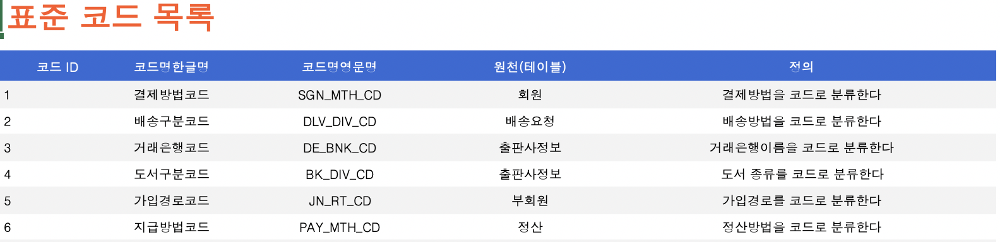 표준 코드 목록
코드 ID 코드명한글명 코드명영문명 원천(테이블) 정의
1 결제방법코드 SGN_MTH_CD 회원 결제방법을 코드로 분류한다
2 배송구분코드 DLV_DIV_CD 배송요청 배송방법을 코드로 분류한다
3 거래은행코드 DE_BNK_CD 출판사정보 거래은행이름을 코드로 분류한다
4 도서구분코드 BK_DIV_CD 출판사정보 도서 종류를 코드로 분류한다
5 가입경로코드 JN_RT_CD 부회원 가입경로를 코드로 분류한다
6 지급방법코드 PAY_MTH_CD 정산 정산방법을 코드로 분류한다